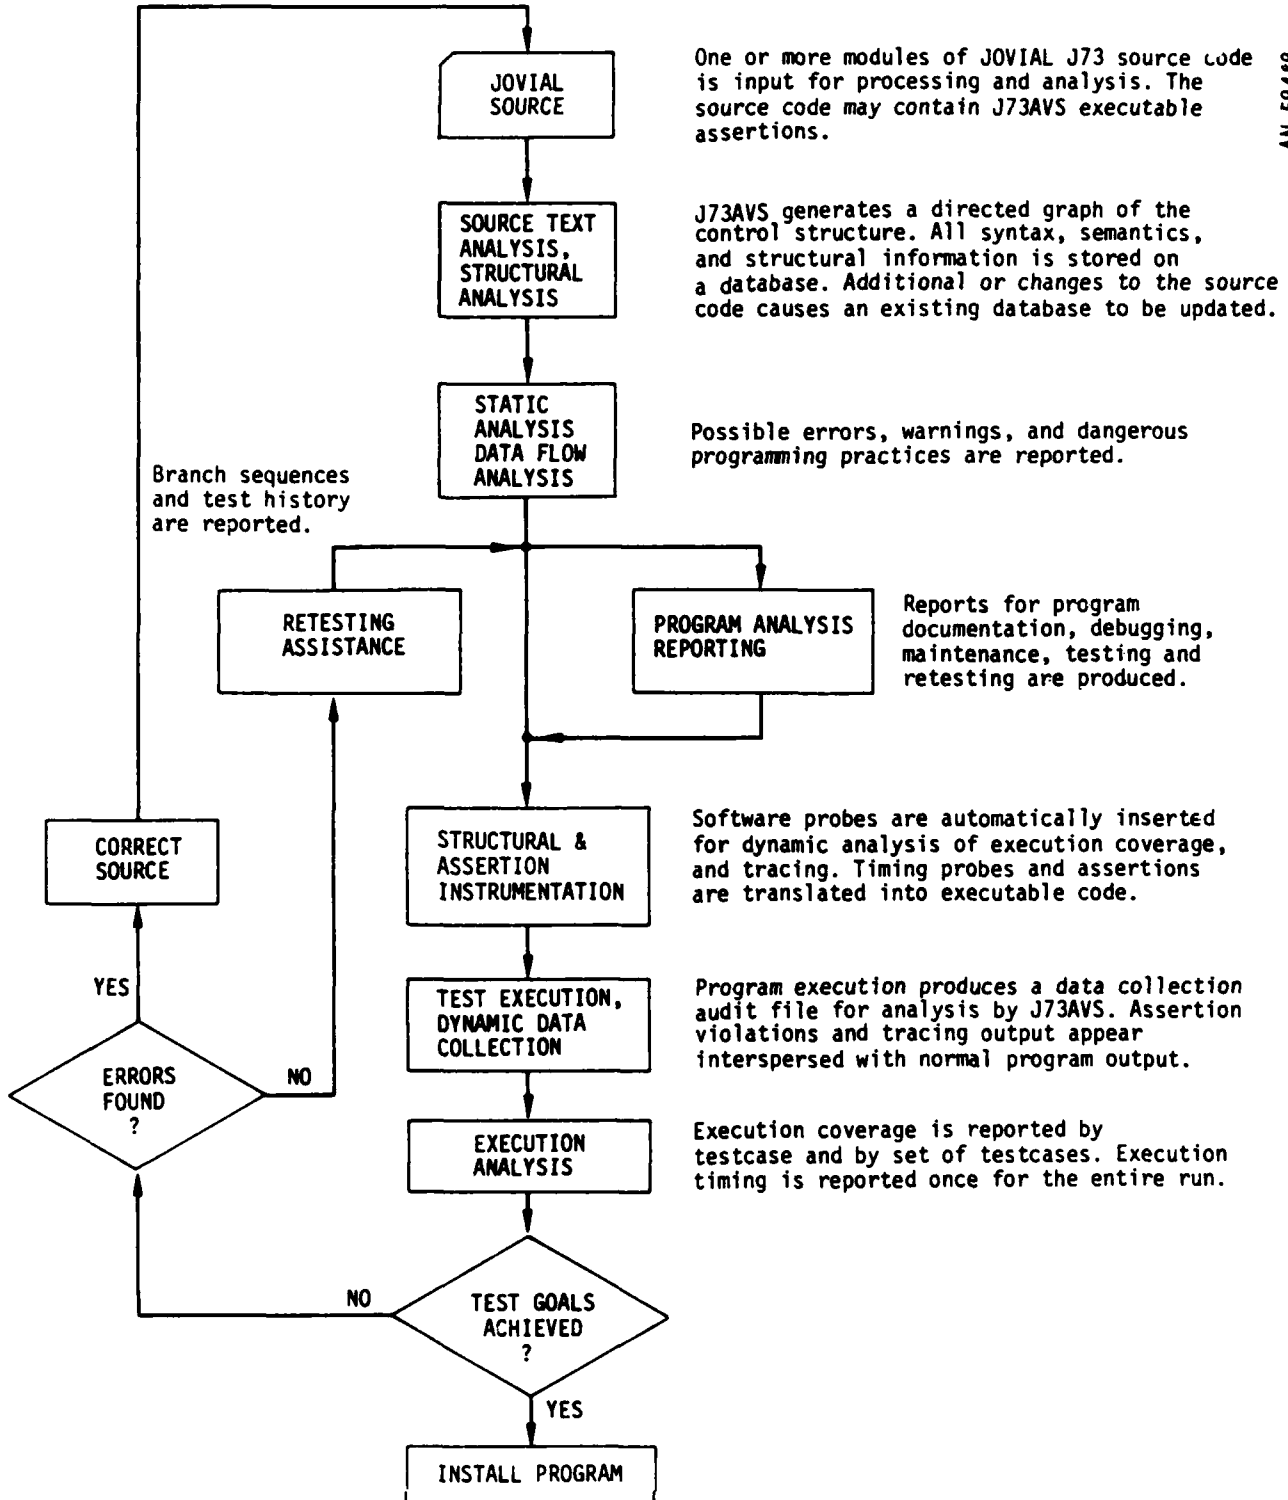 JOVIAL
SOURCE
One or more modules of JOVIAL J73 source code
is input for processing and analysis. The
source code may contain J73AVS executable
assertions.
SOURCE TEXT
ANALYSIS,
STRUCTURAL
ANALYSIS
J73AVS generates a directed graph of the
control structure. All syntax, semantics,
and structural information is stored on
a database. Additional or changes to the source
code causes an existing database to be updated.
STATIC
ANALYSIS
DATA FLOW
ANALYSIS
Possible errors, warnings, and dangerous
programming practices are reported.
Branch sequences
and test history
are reported.
RETESTING
ASSISTANCE
PROGRAM ANALYSIS
REPORTING
Reports for program
documentation, debugging,
maintenance, testing and
retesting are produced.
CORRECT
SOURCE
STRUCTURAL &
ASSERTION
INSTRUMENTATION
Software probes are automatically inserted
for dynamic analysis of execution coverage,
and tracing. Timing probes and assertions
are translated into executable code.
YES
TEST EXECUTION,
DYNAMIC DATA
COLLECTION
Program execution produces a data collection
audit file for analysis by J73AVS. Assertion
violations and tracing output appear
interspersed with normal program output.
ERRORS
FOUND
?
NO
EXECUTION
ANALYSIS
Execution coverage is reported by
testcase and by set of testcases. Execution
timing is reported once for the entire run.
NO
TEST GOALS
ACHIEVED
?
YES
INSTALL PROGRAM